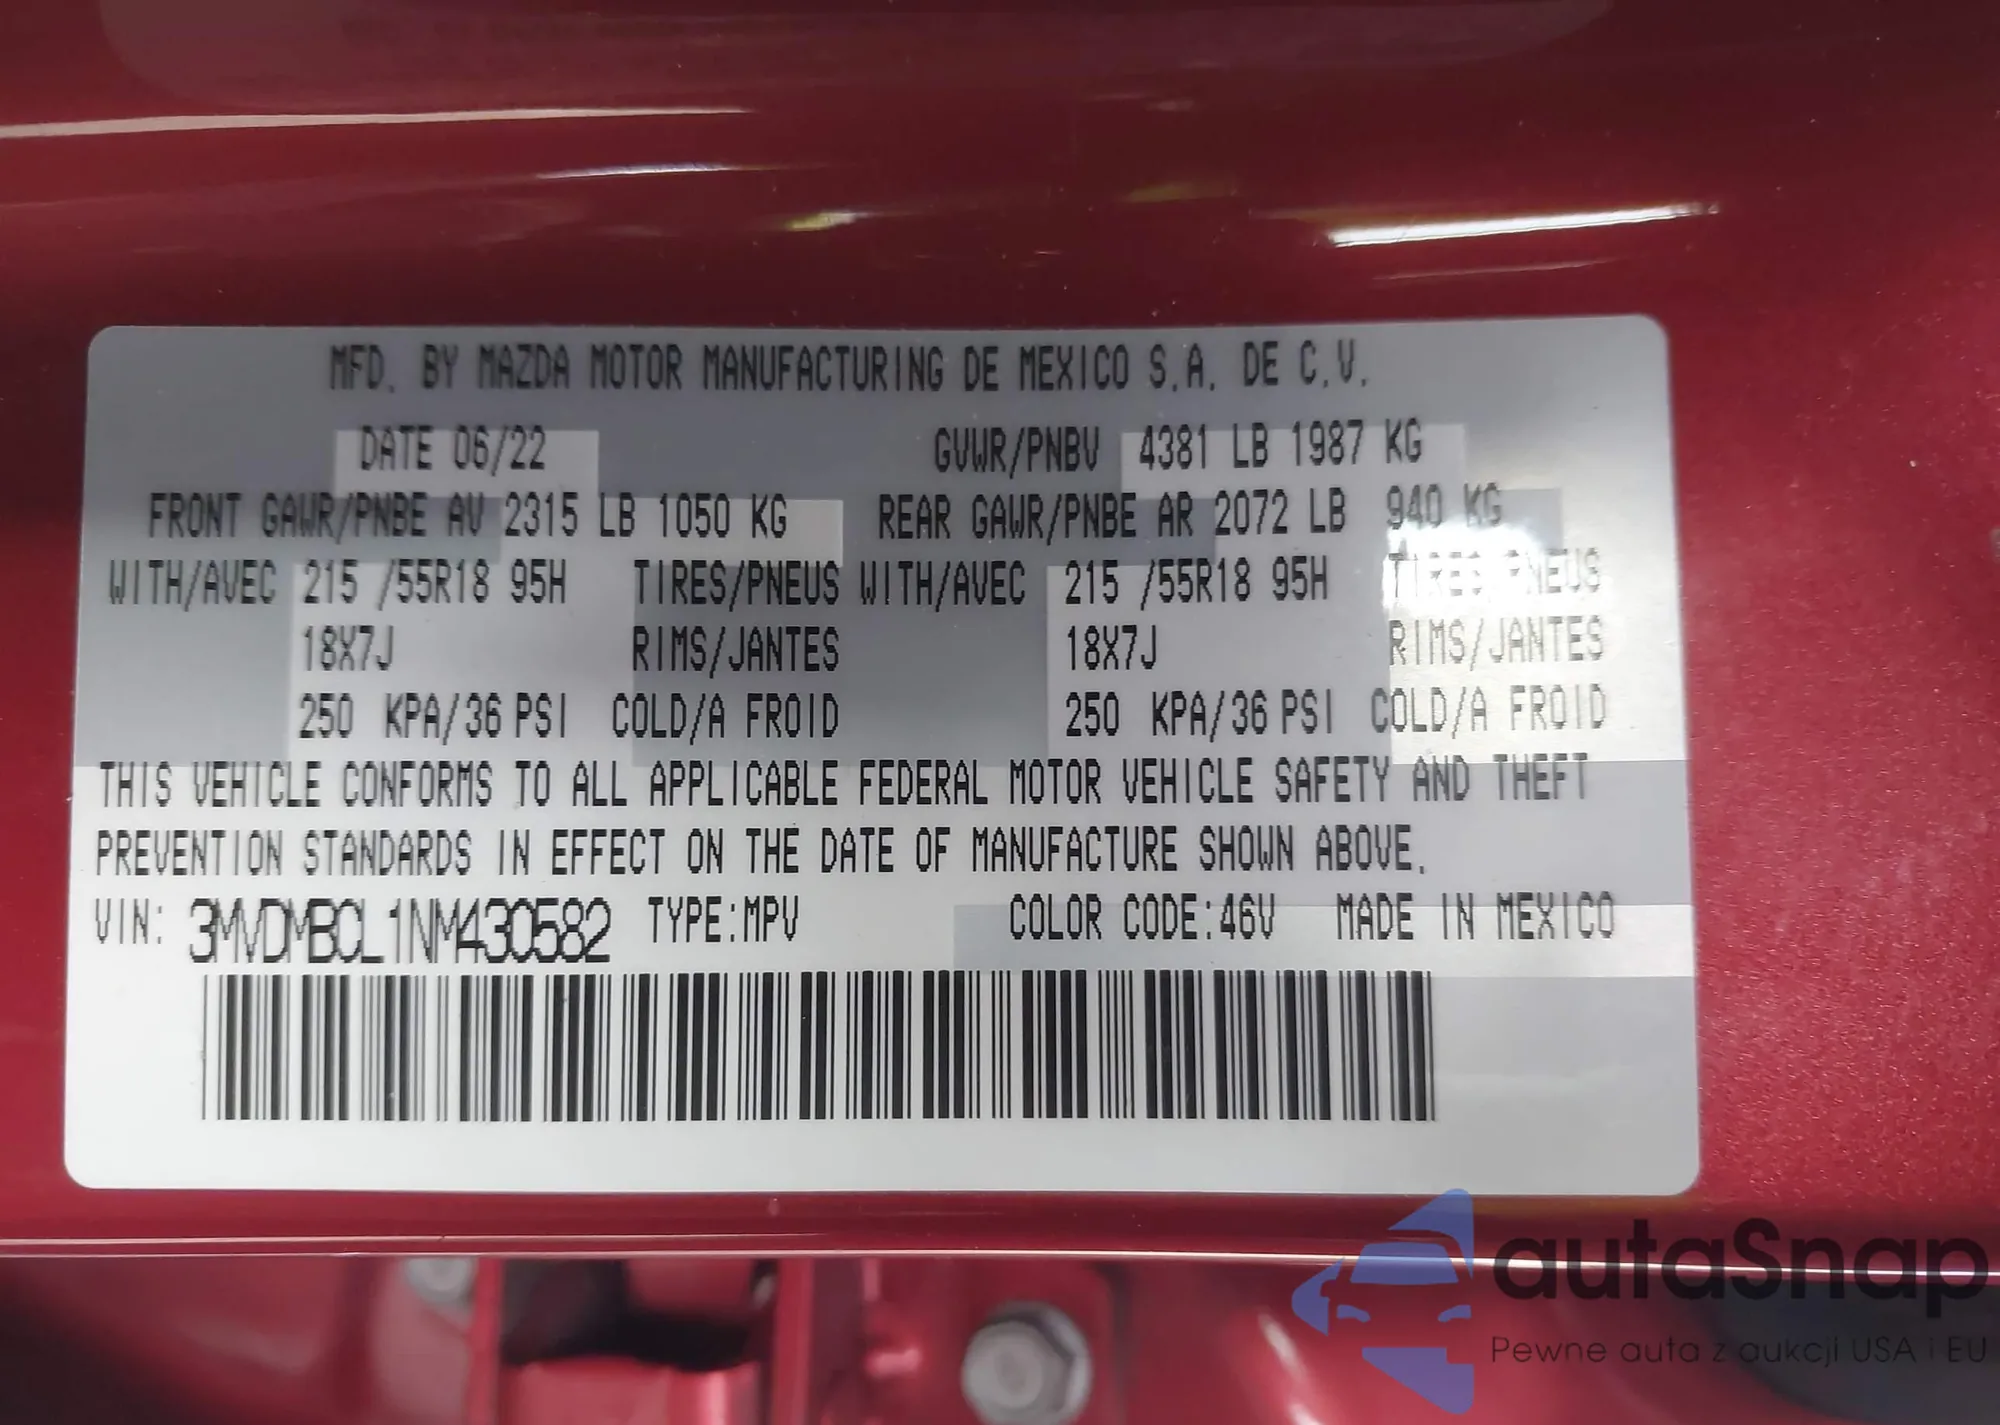 MFD. BY MAZDA MOTOR MANUFACTURING DE MEXICO S.A. DE C.V.
DATE 06/22 GVWR/PNBV 4381 LB 1987 KG
FRONT GAWR/PNBE AV 2315 LB 1050 KG REAR GAWR/PNBE AR 2072 LB 940 KG
WITH/AVEC 215 /55R18 95H TIRES/PNEUS WITH/AVEC 215 /55R18 95H TIRES/PNEUS
18X7J RIMS/JANTES 18X7J RIMS/JANTES
250 KPA/36 PSI COLD/A FROID 250 KPA/36 PSI COLD/A FROID
THIS VEHICLE CONFORMS TO ALL APPLICABLE FEDERAL MOTOR VEHICLE SAFETY AND THEFT
PREVENTION STANDARDS IN EFFECT ON THE DATE OF MANUFACTURE SHOWN ABOVE.
VIN: 3MVDMBCL1NM430582 TYPE:MPV COLOR CODE:46V MADE IN MEXICO
autaSnap
Pewne auta z aukcji USA i EU